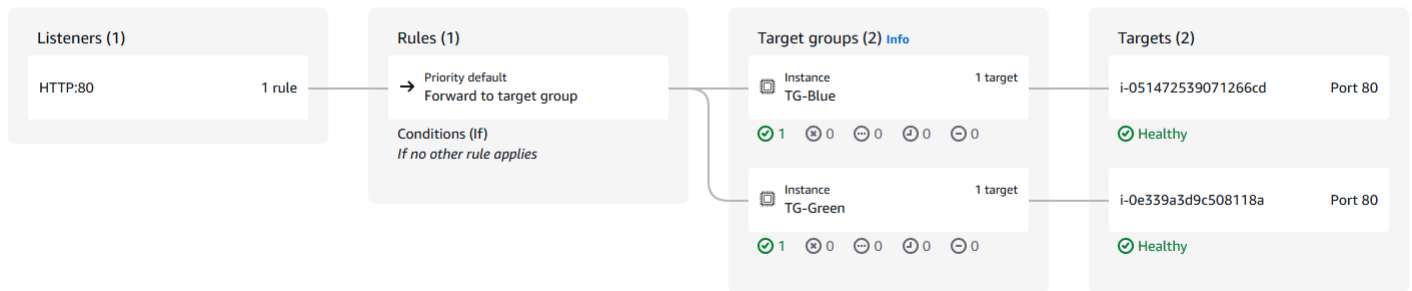 Listeners (1)
HTTP:80 1 rule
Rules (1)
Priority default
Forward to target group
Conditions (If)
If no other rule applies
Target groups (2) Info
Instance 1 target
TG-Blue
1 0 0 0 0
Instance 1 target
TG-Green
1 0 0 0 0
Targets (2)
i-051472539071266cd Port 80
Healthy
i-0e339a3d9c508118a Port 80
Healthy